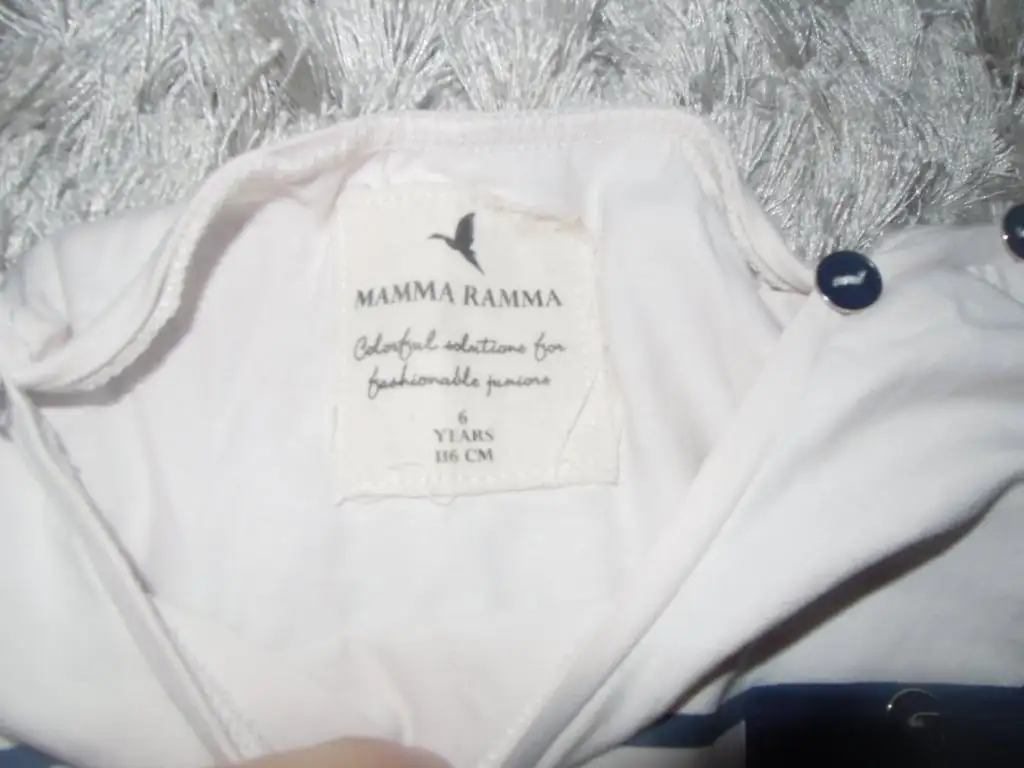 MAMMA RAMMA
Colorful solutions for
fashionable juniors
6
YEARS
116 CM